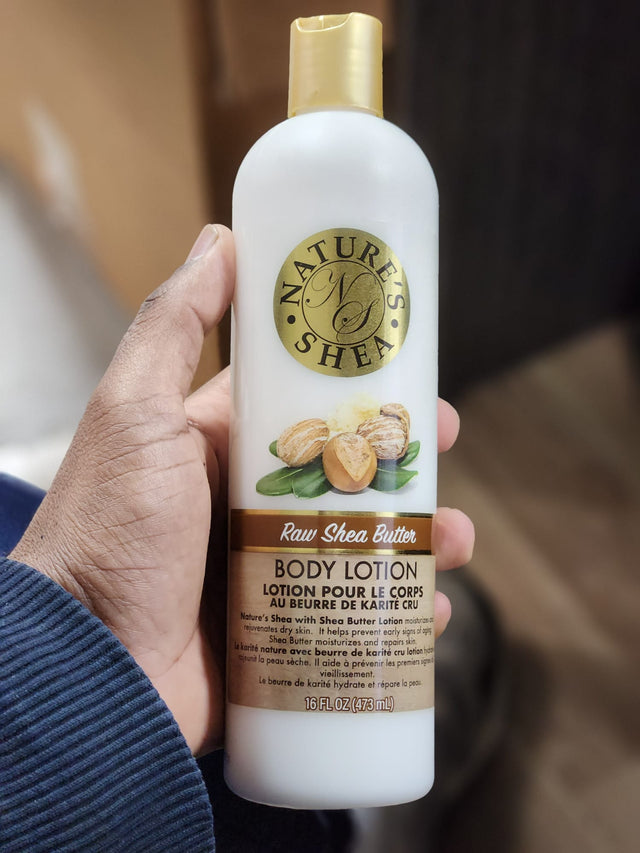 NATURE'S
NS
SHEA
Raw Shea Butter
BODY LOTION
LOTION POUR LE CORPS
AU BEURRE DE KARITÉ CRU
Nature's Shea with Shea Butter Lotion moisturizes and
rejuvenates dry skin. It helps prevent early signs of aging.
Shea Butter moisturizes and repairs skin.
Le karité nature avec beurre de karité cru lotion hydrate
la peau sèche. Il aide à prévenir les premiers signes
vieillissement.
Le beurre de karité hydrate et répare la peau.
16 FL OZ (473 mL)